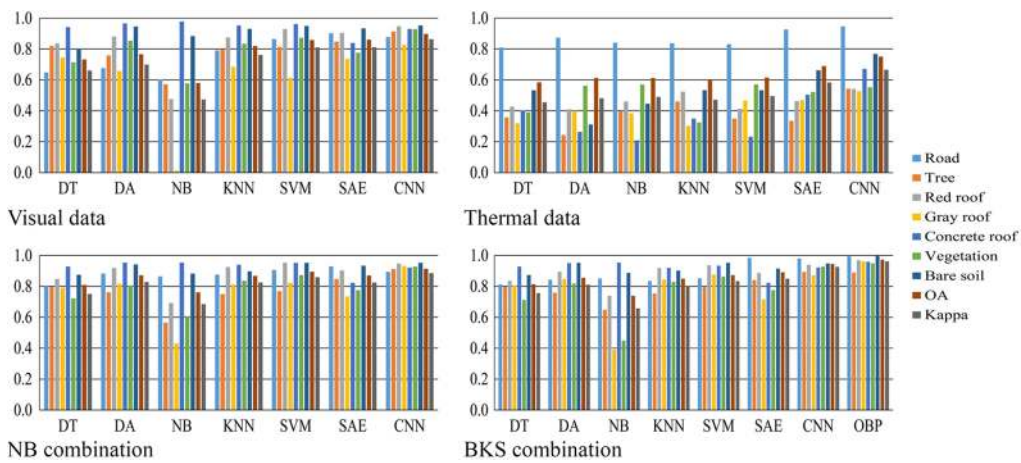 1.0
0.8
0.6
0.4
0.2
0.0
DT DA NB KNN SVM SAE CNN
Visual data
1.0
0.8
0.6
0.4
0.2
0.0
DT DA NB KNN SVM SAE CNN
Thermal data
1.0
0.8
0.6
0.4
0.2
0.0
DT DA NB KNN SVM SAE CNN
NB combination
1.0
0.8
0.6
0.4
0.2
0.0
DT DA NB KNN SVM SAE CNN OBP
BKS combination
Road
Tree
Red roof
Gray roof
Concrete roof
Vegetation
Bare soil
OA
Kappa